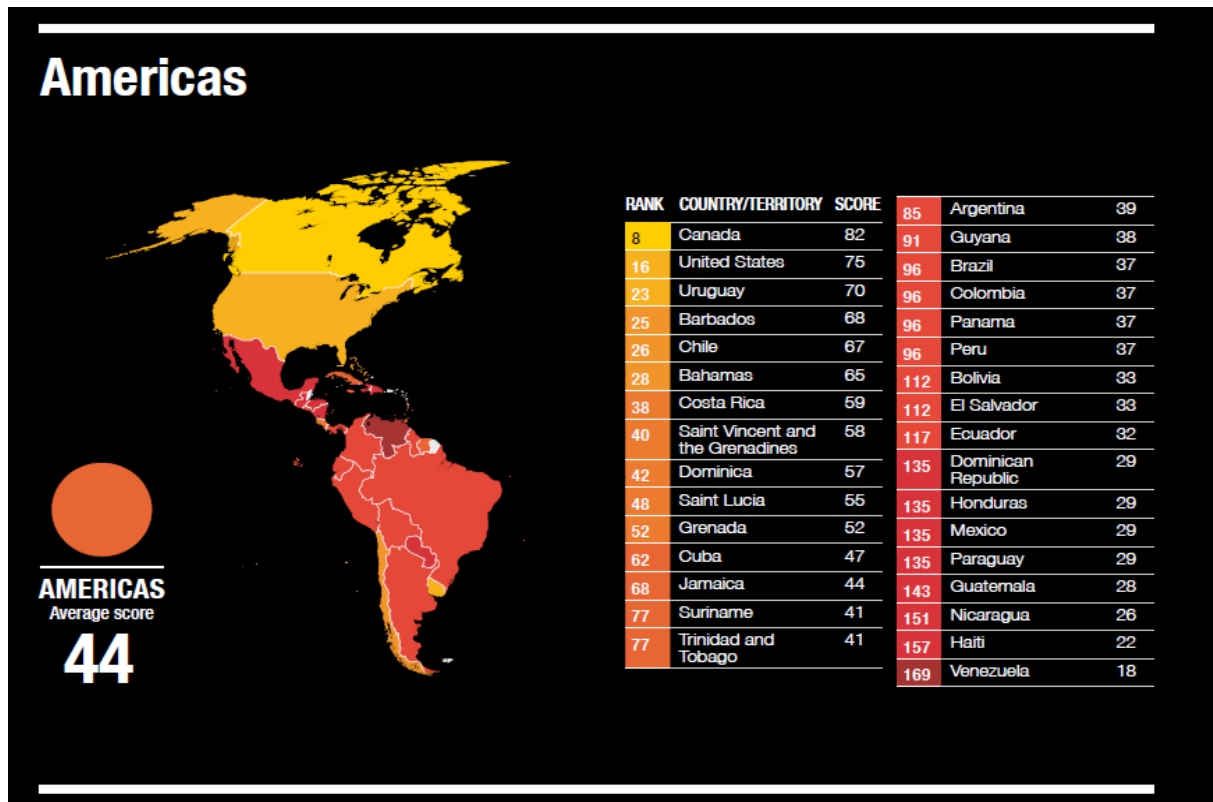 Americas
RANK COUNTRY/TERRITORY SCORE
8 Canada 82
16 United States 75
23 Uruguay 70
25 Barbados 68
26 Chile 67
28 Bahamas 65
38 Costa Rica 59
40 Saint Vincent and 58
the Grenadines
42 Dominica 57
48 Saint Lucia 55
52 Grenada 52
62 Cuba 47
68 Jamaica 44
77 Suriname 41
77 Trinidad and 41
Tobago
85 Argentina 39
91 Guyana 38
96 Brazil 37
96 Colombia 37
96 Panama 37
96 Peru 37
112 Bolivia 33
112 El Salvador 33
117 Ecuador 32
135 Dominican 29
Republic
135 Honduras 29
135 Mexico 29
135 Paraguay 29
143 Guatemala 28
151 Nicaragua 26
157 Haiti 22
169 Venezuela 18
AMERICAS
Average score
44